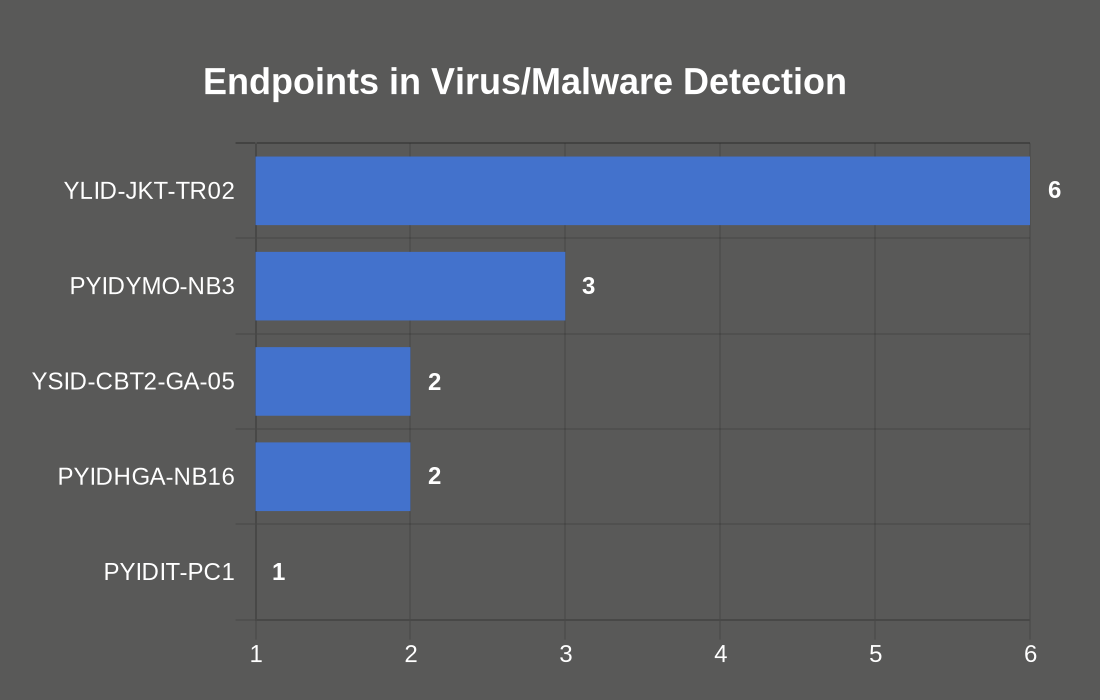 Endpoints in Virus/Malware Detection
YLID-JKT-TR02 6
PYIDYMO-NB3 3
YSID-CBT2-GA-05 2
PYIDHGA-NB16 2
PYIDIT-PC1 1
1 2 3 4 5 6